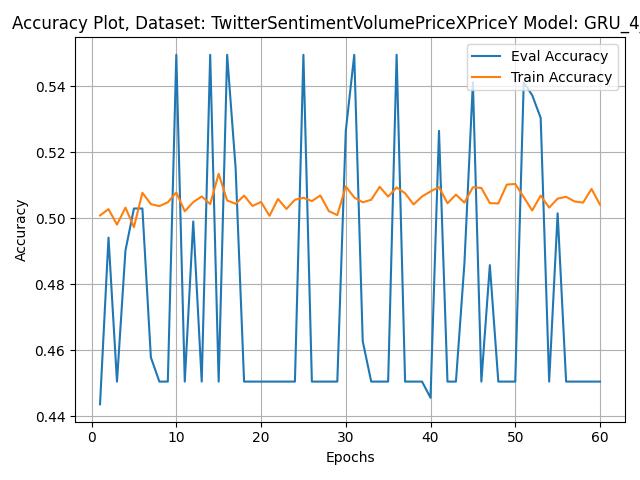 Accuracy Plot, Dataset: TwitterSentimentVolumePriceXPriceY Model: GRU_4
Eval Accuracy
Train Accuracy
0.54
0.52
0.50
0.48
0.46
0.44
Accuracy
0 10 20 30 40 50 60
Epochs